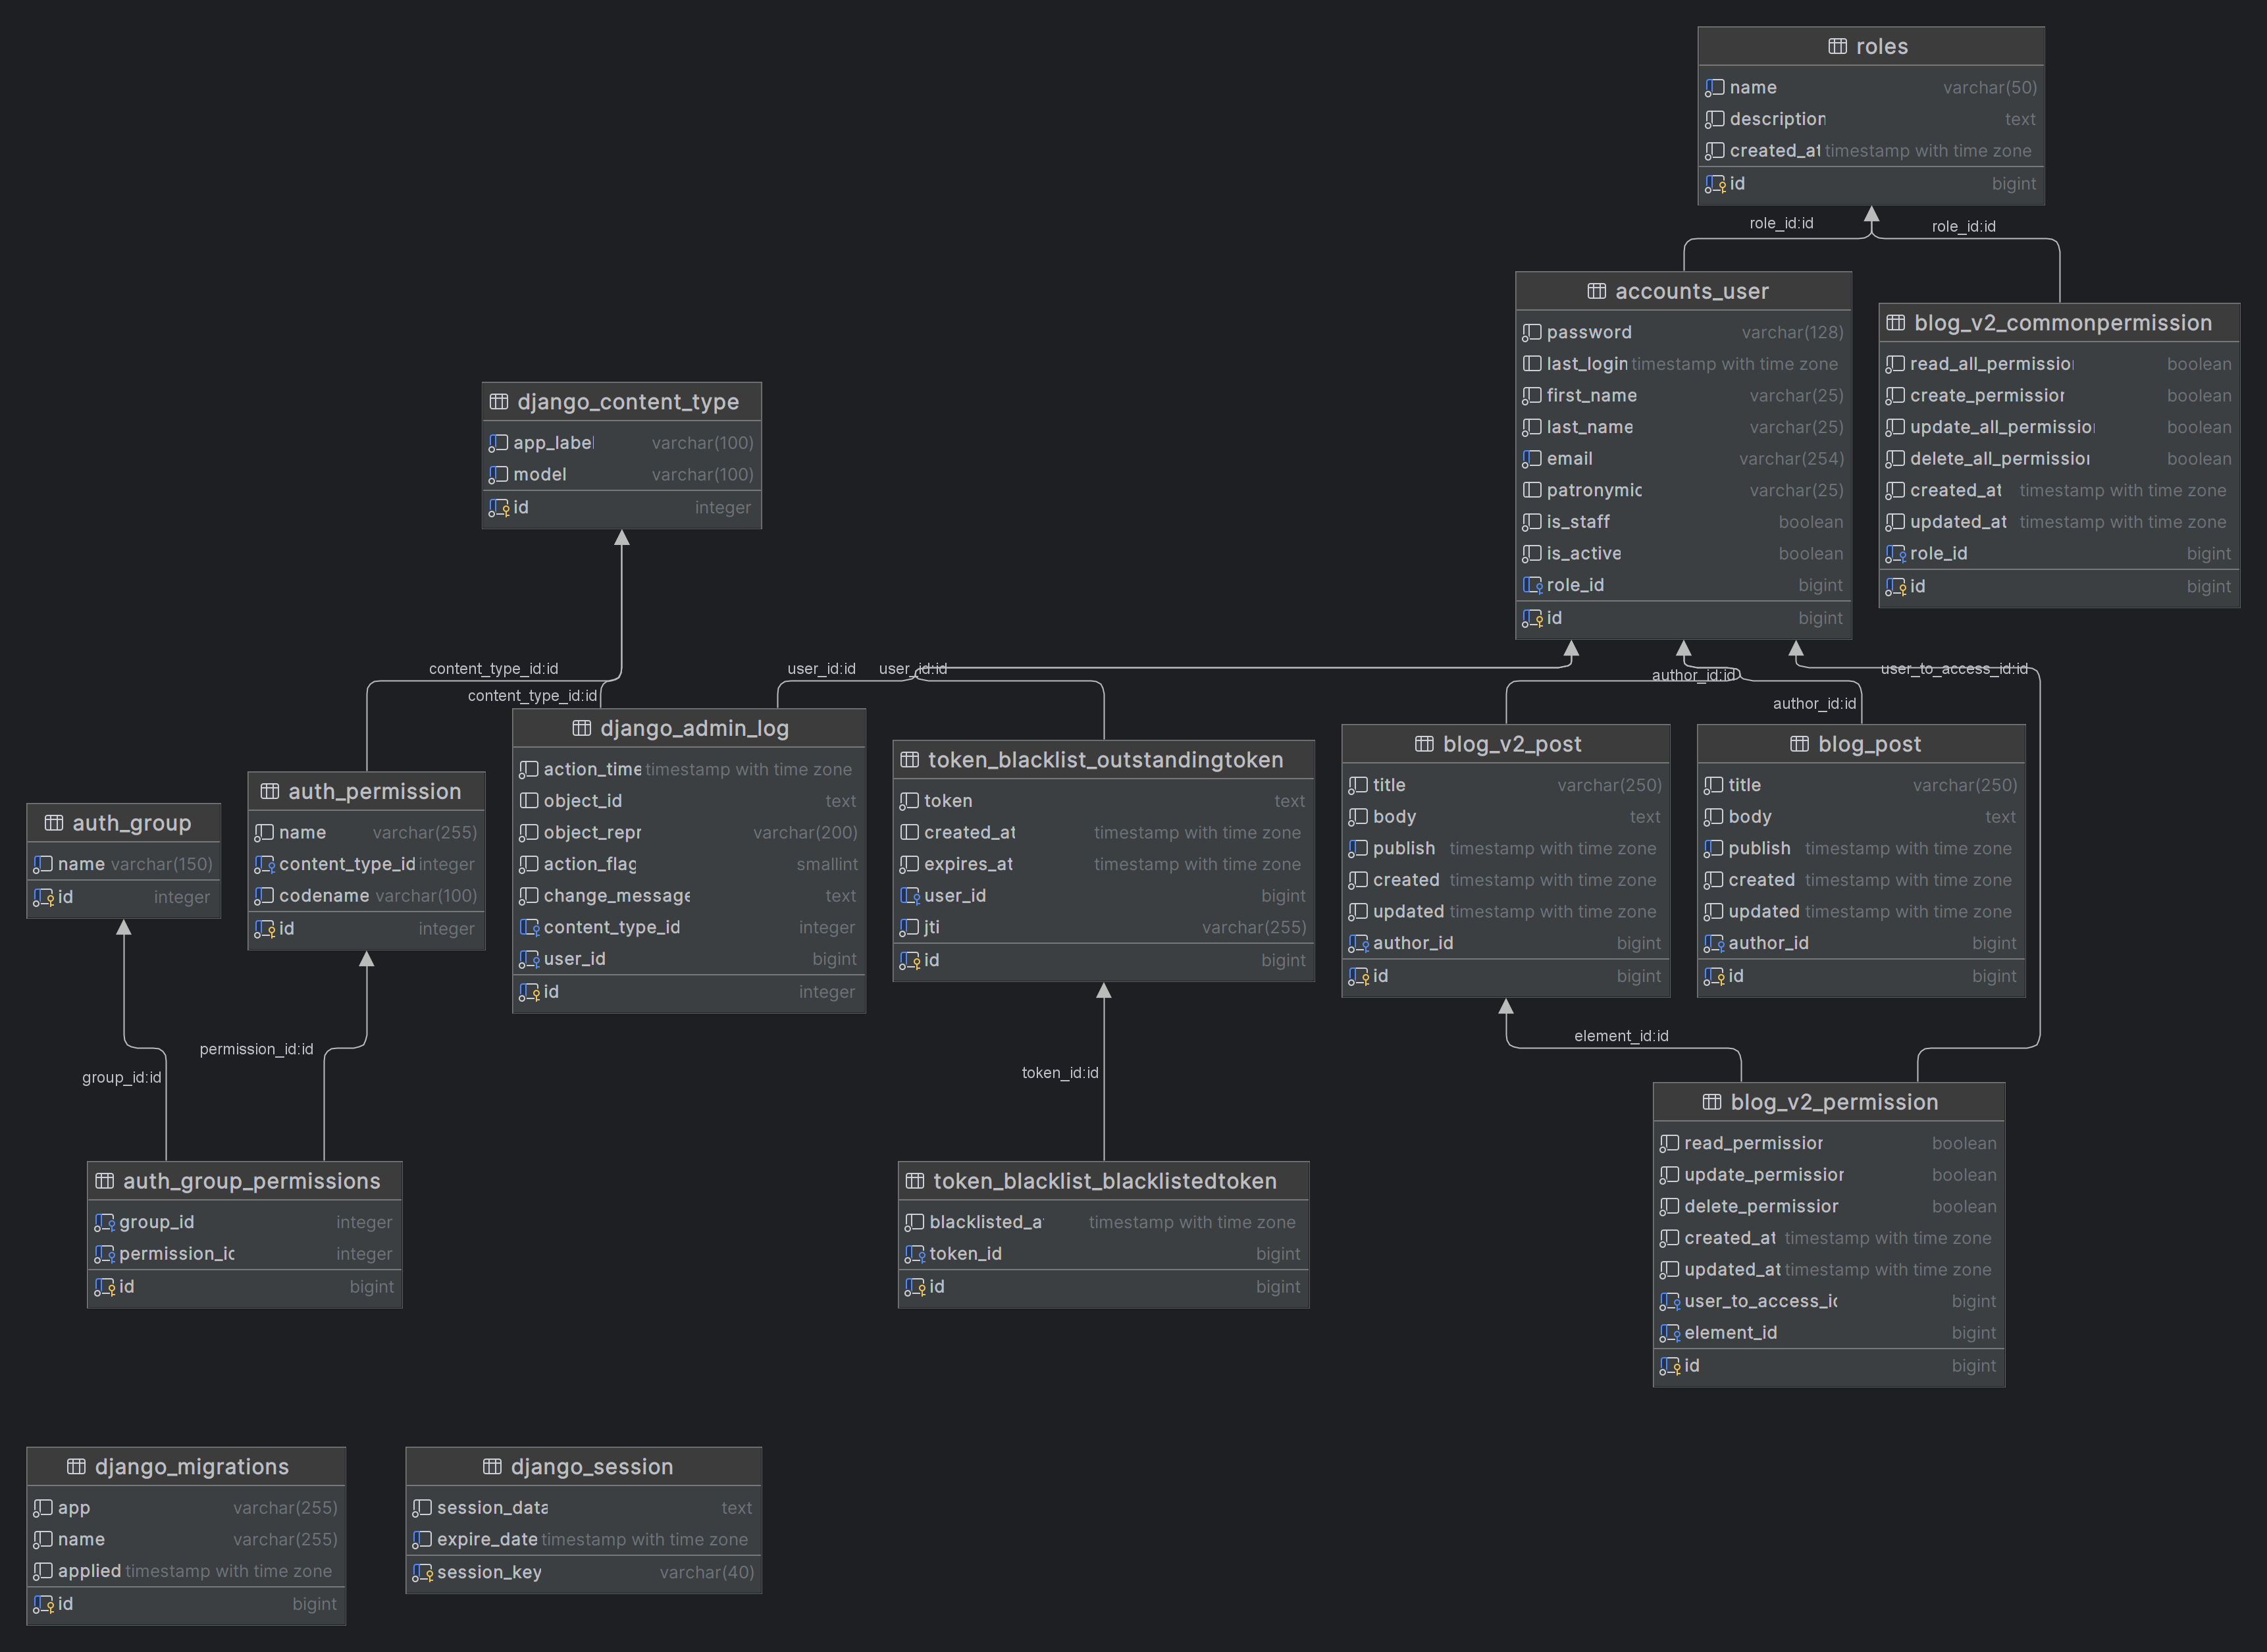 roles
name varchar(50)
description text
created_at timestamp with time zone
id bigint
role_id:id
role_id:id
accounts_user
password varchar(128)
last_login timestamp with time zone
first_name varchar(25)
last_name varchar(25)
email varchar(254)
patronymic varchar(25)
is_staff boolean
is_active boolean
role_id bigint
id bigint
blog_v2_commonpermission
read_all_permission boolean
create_permission boolean
update_all_permission boolean
delete_all_permission boolean
created_at timestamp with time zone
updated_at timestamp with time zone
role_id bigint
id bigint
django_content_type
app_label varchar(100)
model varchar(100)
id integer
content_type_id:id
content_type_id:id
user_id:id
user_id:id
author_id:id
author_id:id
user_to_access_id:id
auth_group
name varchar(150)
id integer
auth_permission
name varchar(255)
content_type_id integer
codename varchar(100)
id integer
django_admin_log
action_time timestamp with time zone
object_id text
object_repr varchar(200)
action_flag smallint
change_message text
content_type_id integer
user_id bigint
id integer
token_blacklist_outstandingtoken
token text
created_at timestamp with time zone
expires_at timestamp with time zone
user_id bigint
jti varchar(255)
id bigint
blog_v2_post
title varchar(250)
body text
publish timestamp with time zone
created timestamp with time zone
updated timestamp with time zone
author_id bigint
id bigint
blog_post
title varchar(250)
body text
publish timestamp with time zone
created timestamp with time zone
updated timestamp with time zone
author_id bigint
id bigint
group_id:id
permission_id:id
token_id:id
element_id:id
auth_group_permissions
group_id integer
permission_id integer
id bigint
token_blacklist_blacklistedtoken
blacklisted_a timestamp with time zone
token_id bigint
id bigint
blog_v2_permission
read_permission boolean
update_permission boolean
delete_permission boolean
created_at timestamp with time zone
updated_at timestamp with time zone
user_to_access_id bigint
element_id bigint
id bigint
django_migrations
app varchar(255)
name varchar(255)
applied timestamp with time zone
id bigint
django_session
session_data text
expire_date timestamp with time zone
session_key varchar(40)